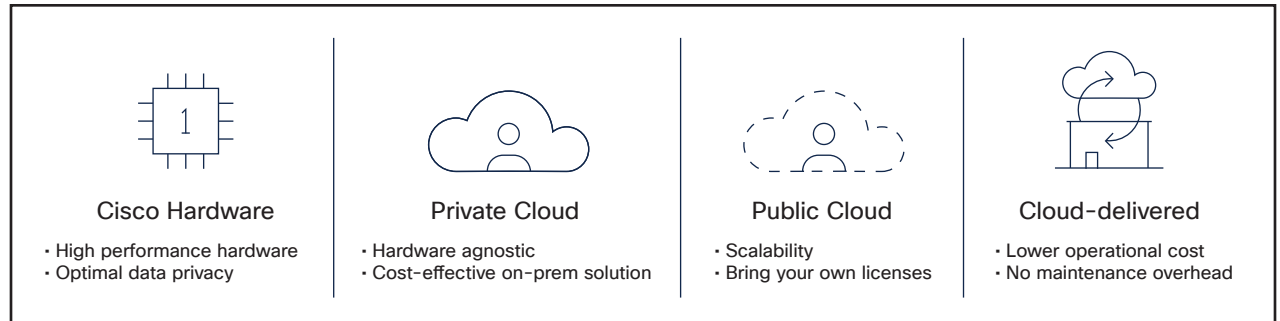 1
Cisco Hardware
· High performance hardware
· Optimal data privacy
Private Cloud
· Hardware agnostic
· Cost-effective on-prem solution
Public Cloud
· Scalability
· Bring your own licenses
Cloud-delivered
· Lower operational cost
· No maintenance overhead